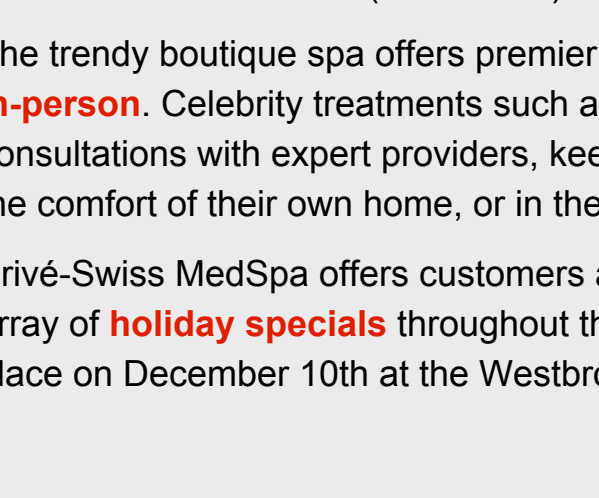 he trendy boutique spa offers premier
n-person. Celebrity treatments such a
onsultations with expert providers, kee
he comfort of their own home, or in the
rivé-Swiss MedSpa offers customers a
rray of holiday specials throughout th
lace on December 10th at the Westbro